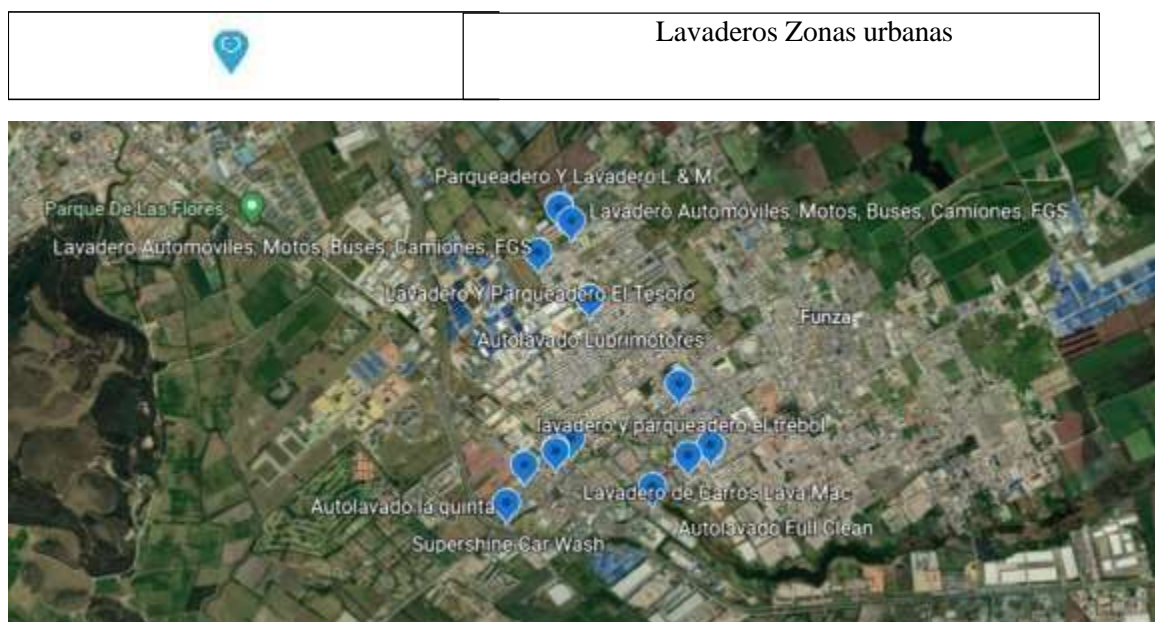 Lavaderos Zonas urbanas
Parqueadero Y Lavadero L & M
Parque De Las Flores
Lavadero Automóviles, Motos, Buses, Camiones, FGS
Lavadero Automóviles, Motos, Buses, Camiones, FGS
Lavadero Y Parqueadero El Tesoro
Funza
Autolavado Lubrimotores
lavadero y parqueadero el trebol
Lavadero de Carros Lava Mac
Autolavado la quinta
Autolavado Full Clean
Supershine Car Wash